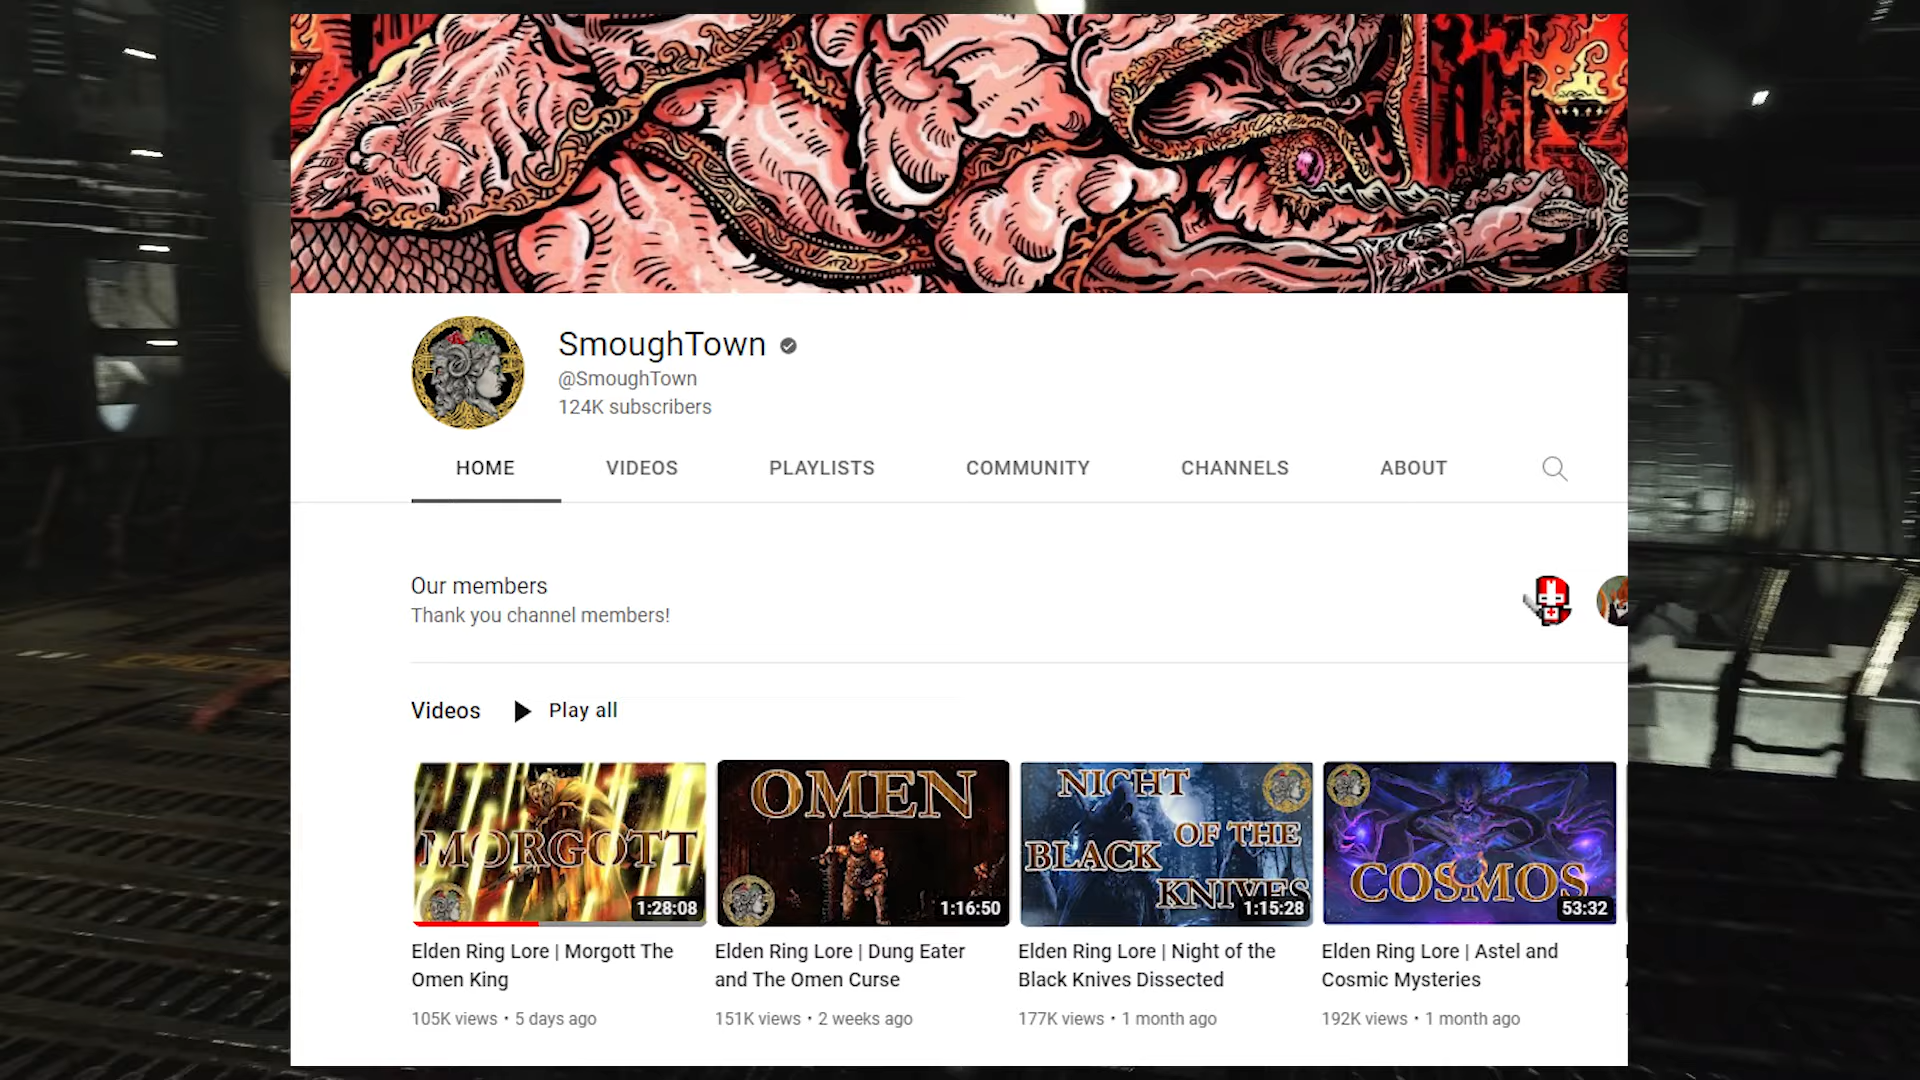 SmoughTown
@SmoughTown
124K subscribers
HOME VIDEOS PLAYLISTS COMMUNITY CHANNELS ABOUT
Our members
Thank you channel members!
Videos Play all
MORGOTT
1:28:08
OMEN
1:16:50
NIGHT
OF THE
BLACK
KNIVES
1:15:28
COSMOS
53:32
Elden Ring Lore | Morgott The
Omen King
105K views • 5 days ago
Elden Ring Lore | Dung Eater
and The Omen Curse
151K views • 2 weeks ago
Elden Ring Lore | Night of the
Black Knives Dissected
177K views • 1 month ago
Elden Ring Lore | Astel and
Cosmic Mysteries
192K views • 1 month ago